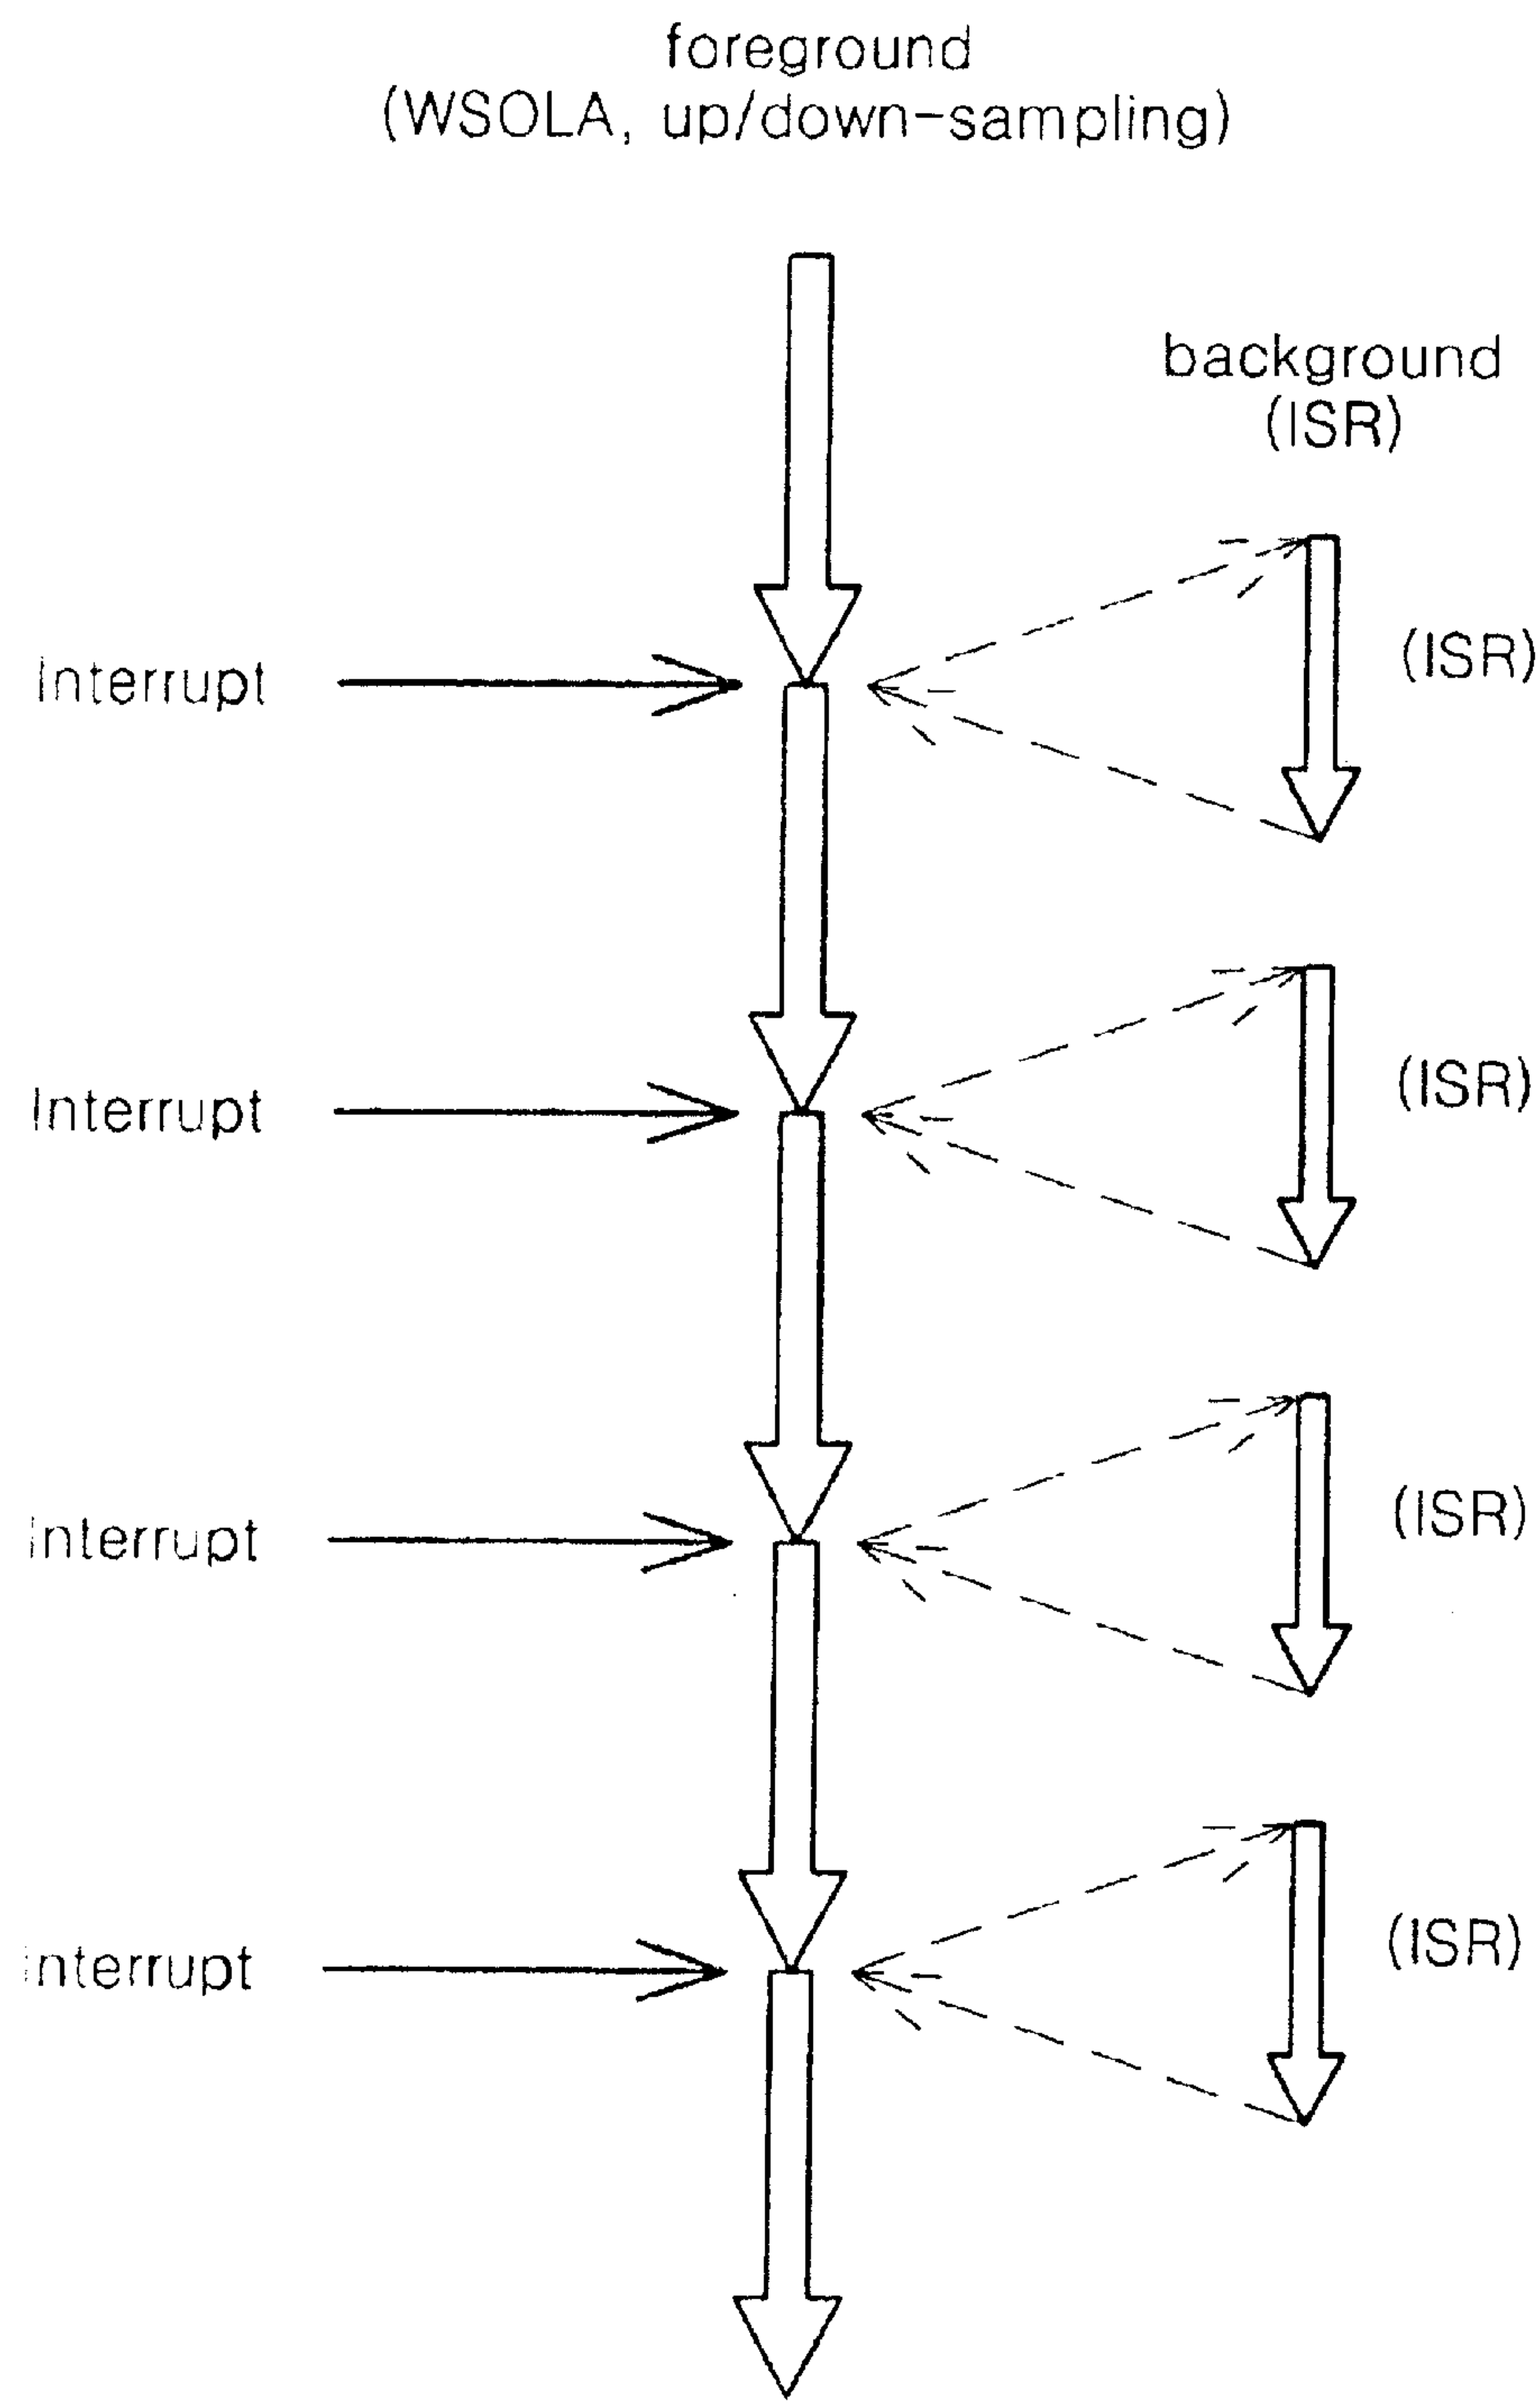 foreground
(WSOLA, up/down-sampling)
background
(ISR)
Interrupt
(ISR)
Interrupt
(ISR)
Interrupt
(ISR)
Interrupt
(ISR)